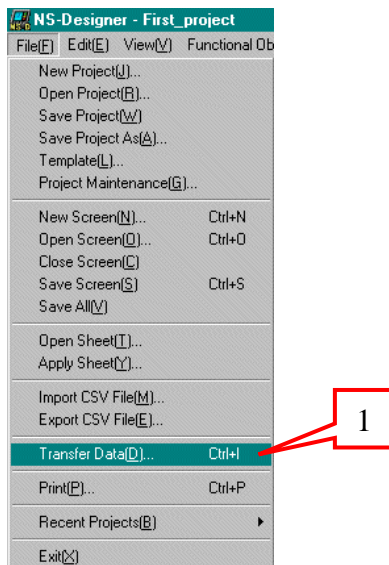 NS-Designer - First_project
File(F) Edit(E) View(V) Functional Ob
New Project(J)...
Open Project(R)...
Save Project(W)
Save Project As(A)...
Template(L)...
Project Maintenance(G)...
New Screen(N)... Ctrl+N
Open Screen(O)... Ctrl+O
Close Screen(C)
Save Screen(S) Ctrl+S
Save All(V)
Open Sheet(T)...
Apply Sheet(Y)...
Import CSV File(M)...
Export CSV File(E)...
Transfer Data(D)... Ctrl+I
1
Print(P)... Ctrl+P
Recent Projects(B)
Exit(X)